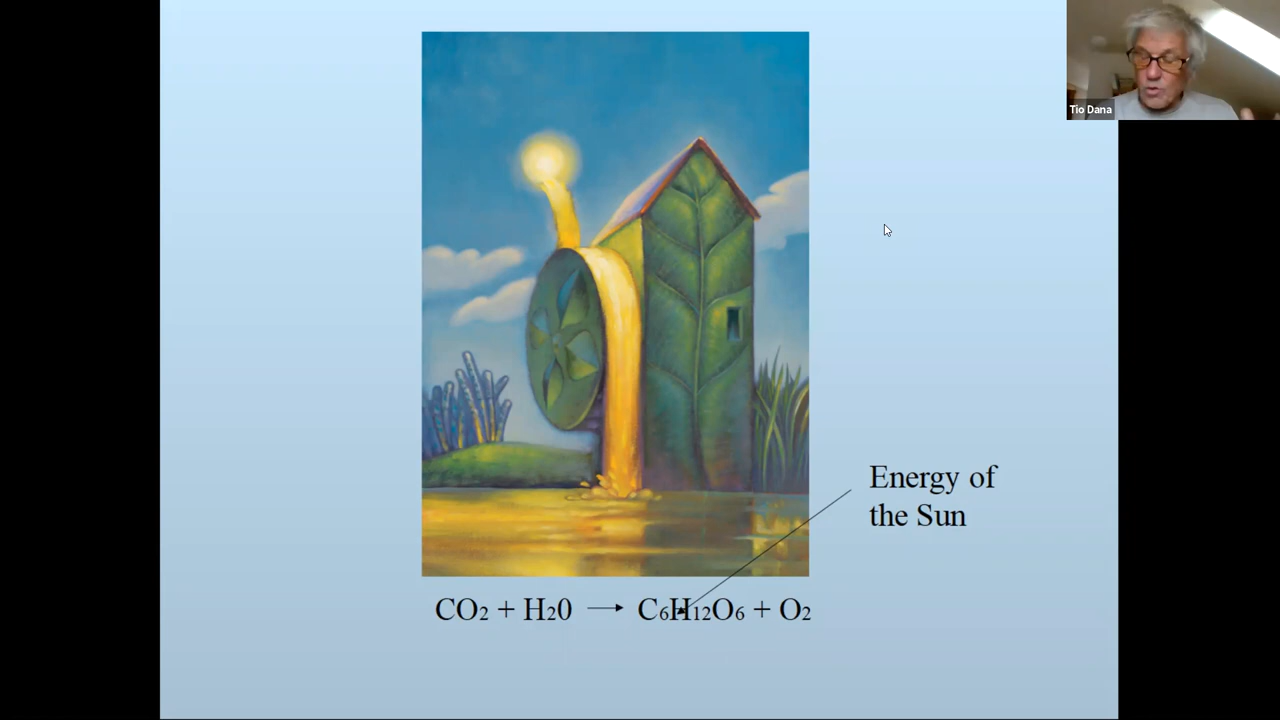 Tio Dana
Energy of
the Sun
CO₂ + H₂0 → C₆H₁₂O₆ + O₂